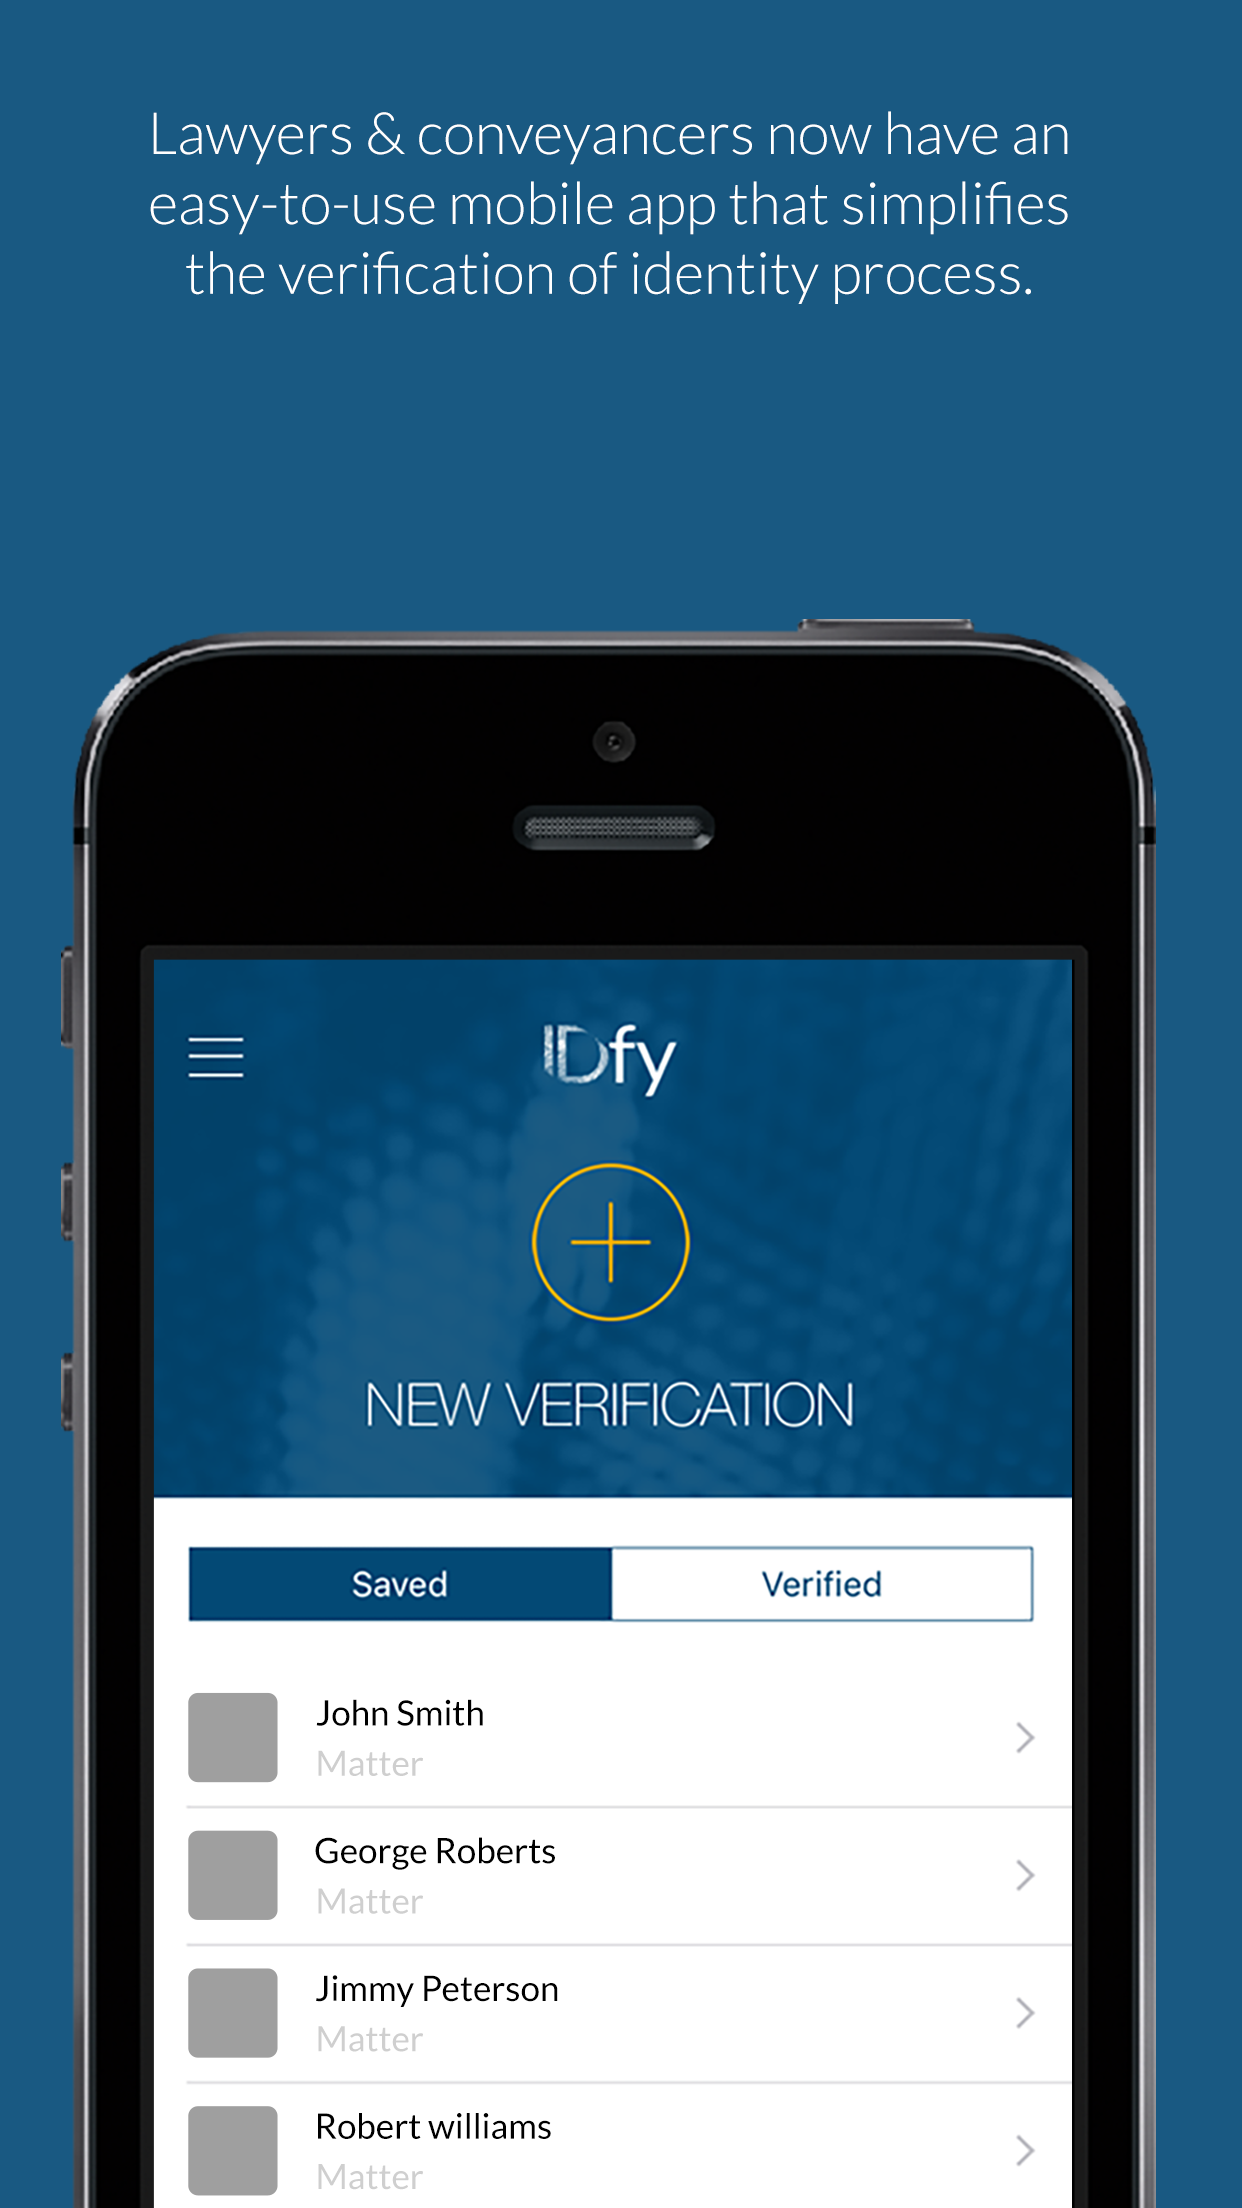 Lawyers & conveyancers now have an
easy-to-use mobile app that simplifies
the verification of identity process.
IDfy
NEW VERIFICATION
Saved
Verified
John Smith
Matter
George Roberts
Matter
Jimmy Peterson
Matter
Robert williams
Matter